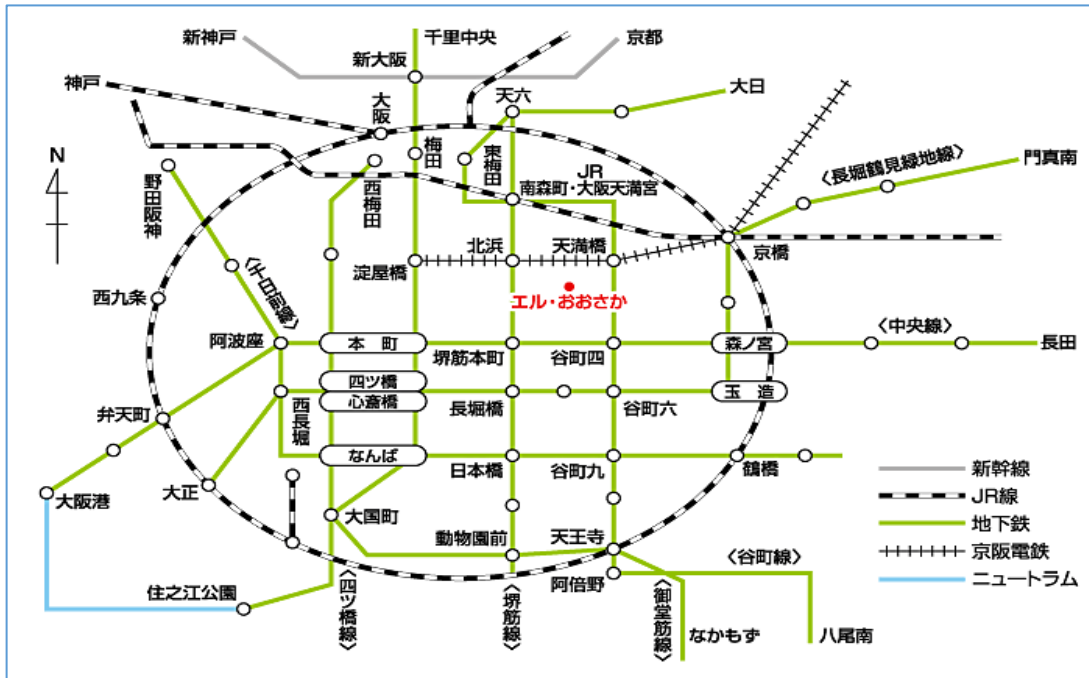 新神戸
千里中央
京都
新大阪
神戸
大阪
天六
大日
N
梅田
東梅田
JR
南森町・大阪天満宮
〈長堀鶴見緑地線〉
門真南
野田阪神
西梅田
北浜
天満橋
京橋
淀屋橋
〈千日前線〉
エル・おおさか
西九条
阿波座
本町
堺筋本町
谷町四
森ノ宮
〈中央線〉
長田
四ツ橋
心斎橋
西長堀
長堀橋
谷町六
玉造
弁天町
なんば
日本橋
谷町九
鶴橋
大阪港
大正
大国町
動物園前
天王寺
阿倍野
〈谷町線〉
住之江公園
〈四ツ橋線〉
〈堺筋線〉
〈御堂筋線〉
なかもず
八尾南
新幹線
JR線
地下鉄
京阪電鉄
ニュートラム